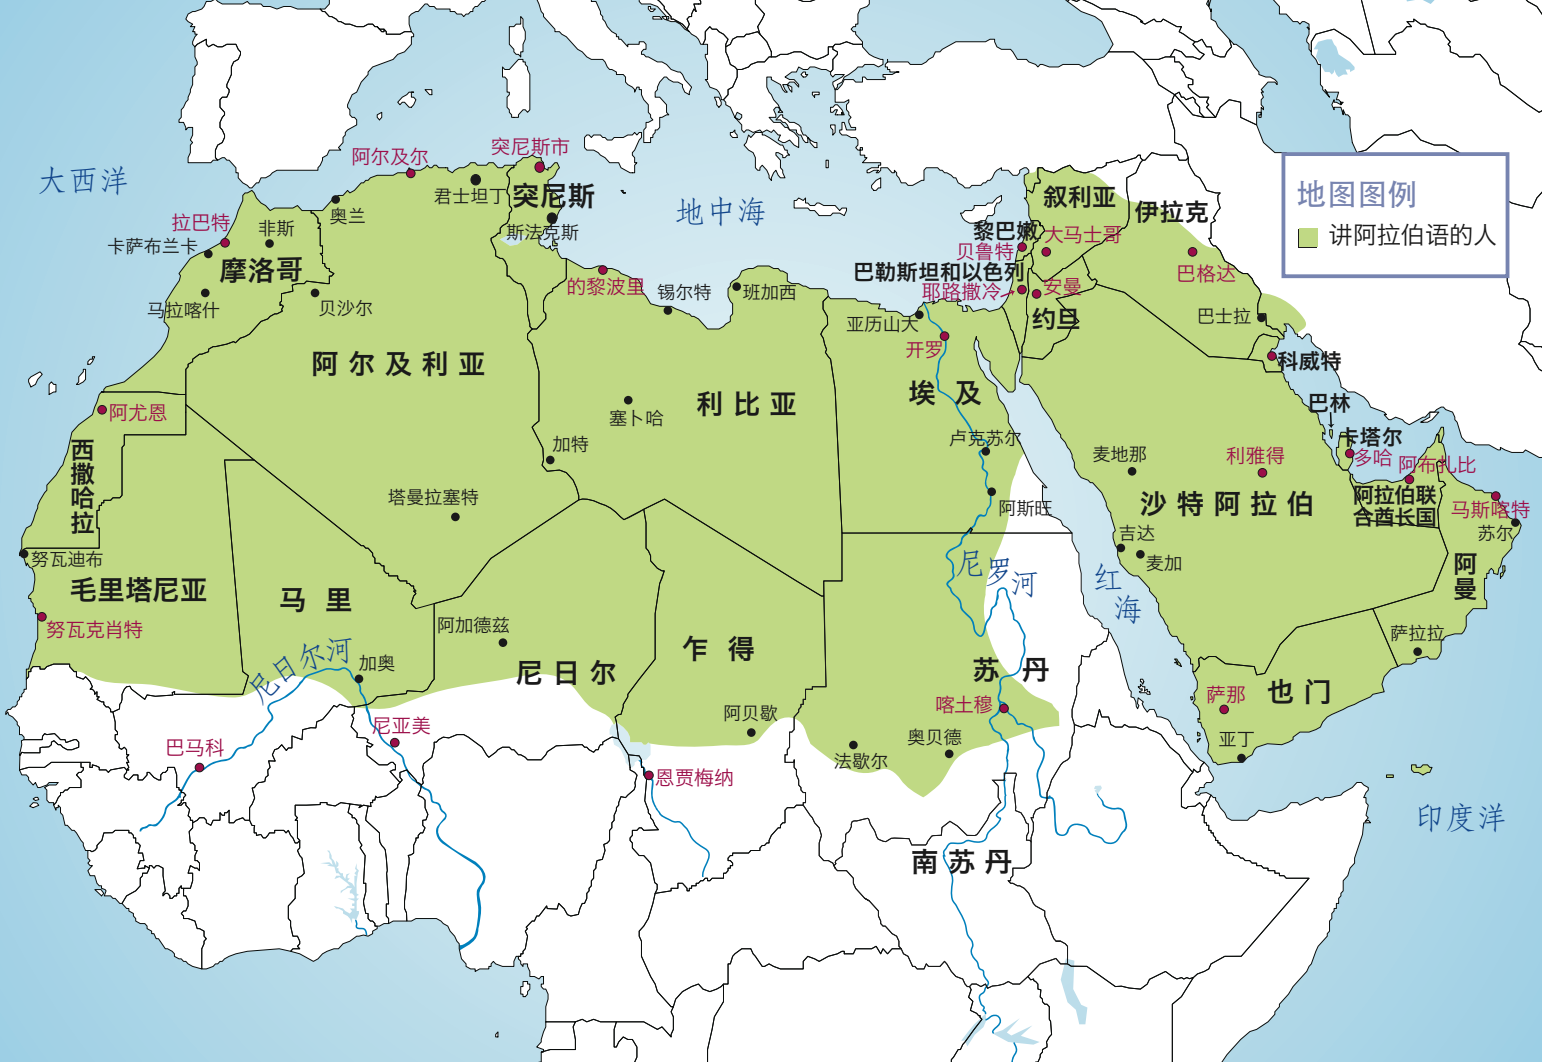 大西洋
地中海
印度洋
红
海
尼罗河
尼日尔河
地图图例
讲阿拉伯语的人
阿尔及尔
突尼斯市
君士坦丁
突尼斯
斯法克斯
奥兰
拉巴特
非斯
卡萨布兰卡
摩洛哥
马拉喀什
贝沙尔
的黎波里
锡尔特
班加西
阿尔及利亚
利比亚
塞卜哈
加特
塔曼拉塞特
阿尤恩
西
撒
哈
拉
努瓦迪布
毛里塔尼亚
努瓦克肖特
马里
加奥
巴马科
尼亚美
阿加德兹
尼日尔
乍得
阿贝歇
恩贾梅纳
法歇尔
奥贝德
喀土穆
苏丹
南苏丹
亚历山大
开罗
埃及
卢克苏尔
阿斯旺
叙利亚
伊拉克
黎巴嫩
大马士哥
贝鲁特
巴勒斯坦和以色列
耶路撒冷
安曼
约旦
巴格达
巴士拉
科威特
巴林
卡塔尔
多哈
阿布扎比
阿拉伯联
合酋长国
马斯喀特
苏尔
阿
曼
麦地那
利雅得
沙特阿拉伯
吉达
麦加
萨拉拉
萨那
也门
亚丁